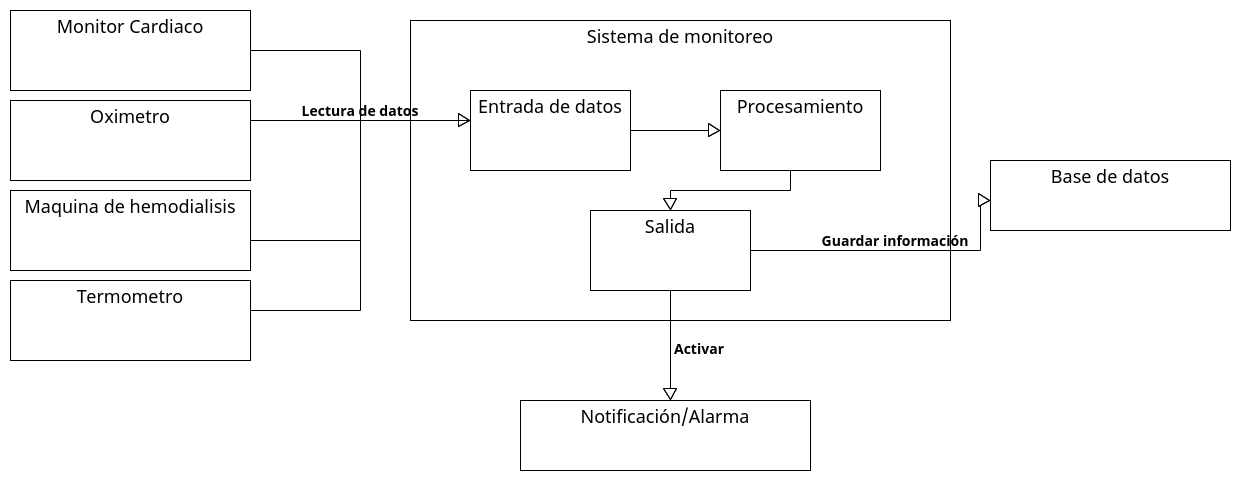 Monitor Cardiaco
Sistema de monitoreo
Oximetro
Lectura de datos
Entrada de datos
Procesamiento
Maquina de hemodialisis
Base de datos
Salida
Guardar información
Termometro
Activar
Notificación/Alarma